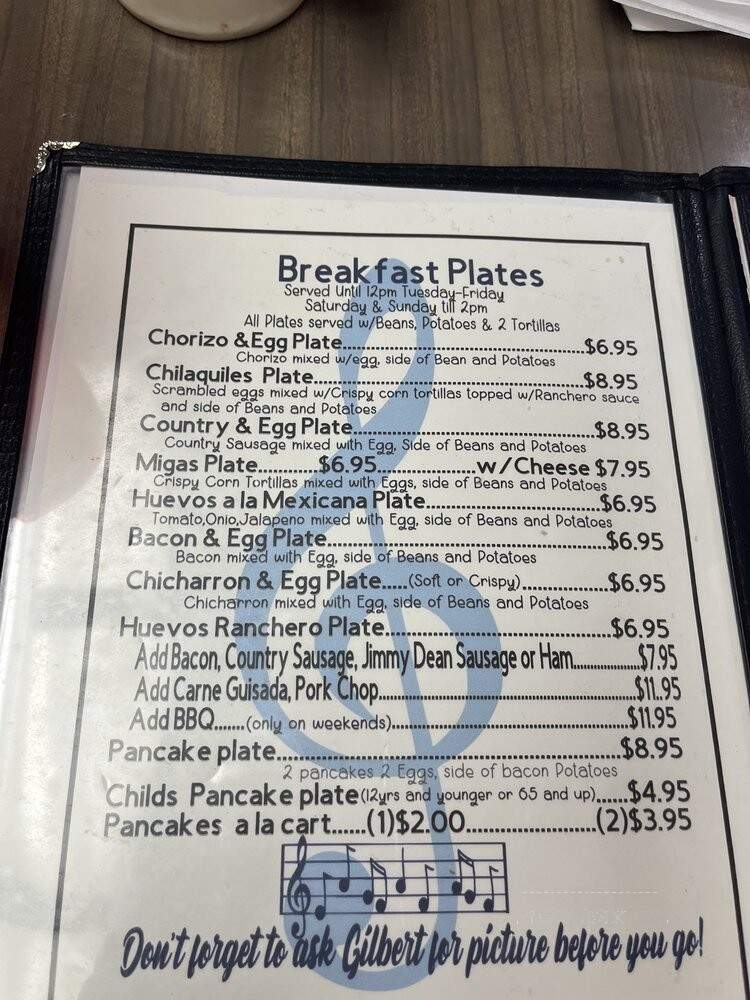 Breakfast Plates
Served Until 12pm Tuesday-Friday
Saturday & Sunday till 2pm
All Plates served w/Beans, Potatoes & 2 Tortillas
Chorizo & Egg Plate..........$6.95
Chorizo mixed w/egg, side of Bean and Potatoes
Chilaquiles Plate..........$8.95
Scrambled eggs mixed w/Crispy corn tortillas topped w/Ranchero sauce
and side of Beans and Potatoes
Country & Egg Plate..........$8.95
Country Sausage mixed with Egg, Side of Beans and Potatoes
Migas Plate..........$6.95..........w/Cheese $7.95
Crispy Corn Tortillas mixed with Eggs, side of Beans and Potatoes
Huevos a la Mexicana Plate..........$6.95
Tomato,Onio,Jalapeno mixed with Egg, side of Beans and Potatoes
Bacon & Egg Plate..........$6.95
Bacon mixed with Egg, side of Beans and Potatoes
Chicharron & Egg Plate.....(Soft or Crispy)..........$6.95
Chicharron mixed with Egg, side of Beans and Potatoes
Huevos Ranchero Plate..........$6.95
Add Bacon, Country Sausage, Jimmy Dean Sausage or Ham..........$7.95
Add Carne Guisada, Pork Chop..........$11.95
Add BBQ.......(only on weekends)..........$11.95
Pancake plate..........$8.95
2 pancakes 2 Eggs, side of bacon Potatoes
Childs Pancake plate(12yrs and younger or 65 and up)......$4.95
Pancakes a la cart......(1)$2.00..........(2)$3.95
Don't forget to ask Gilbert for picture before you go!